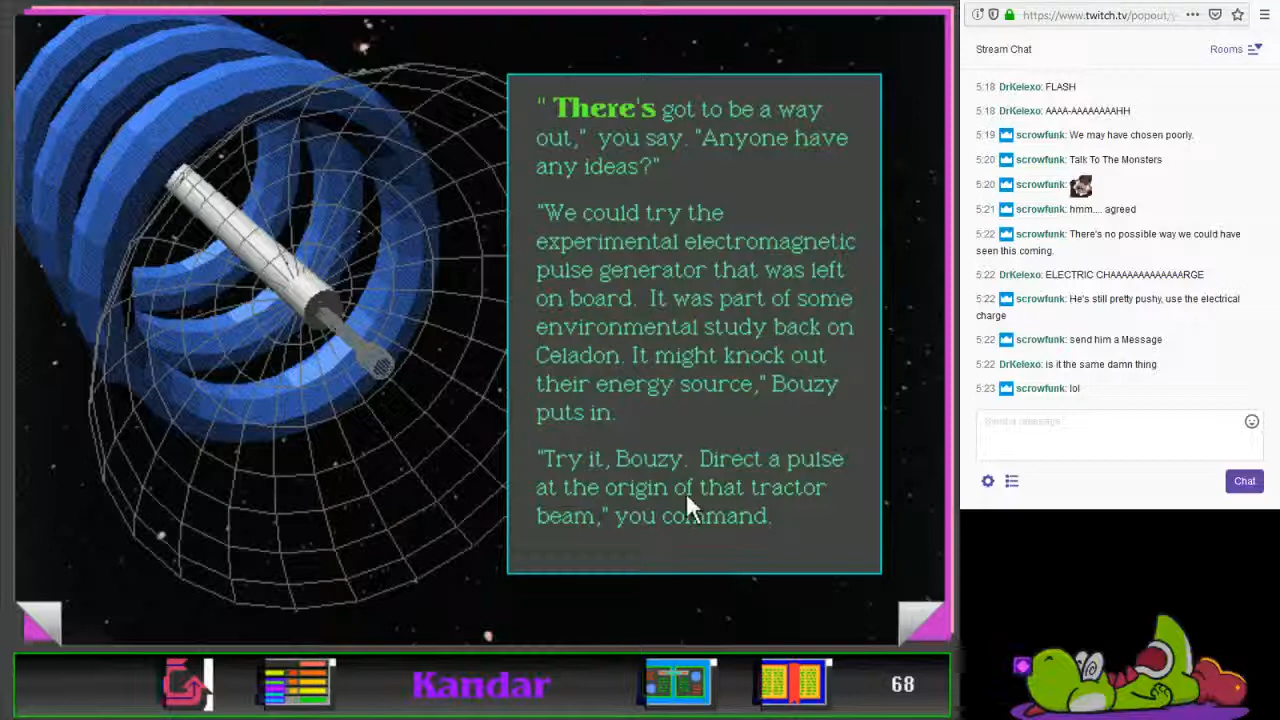 " There's got to be a way
out,"  you say. "Anyone have
any ideas?"
"We could try the
experimental electromagnetic
pulse generator that was left
on board.  It was part of some
environmental study back on
Celadon. It might knock out
their energy source," Bouzy
puts in.
"Try it, Bouzy.  Direct a pulse
at the origin of that tractor
beam," you command.
Kandar
68
https://www.twitch.tv/popout/
Stream Chat
Rooms
5:18 DrKelexo: FLASH
5:18 DrKelexo: AAAA-AAAAAAAAHH
5:19 scrowfunk: We may have chosen poorly.
5:20 scrowfunk: Talk To The Monsters
5:20 scrowfunk:
5:21 scrowfunk: hmm.... agreed
5:22 scrowfunk: There's no possible way we could have
seen this coming.
5:22 DrKelexo: ELECTRIC CHAAAAAAAAAAAAARGE
5:22 scrowfunk: He's still pretty pushy, use the electrical
charge
5:22 scrowfunk: send him a Message
5:22 DrKelexo: is it the same damn thing
5:23 scrowfunk: lol
Send a message
Chat